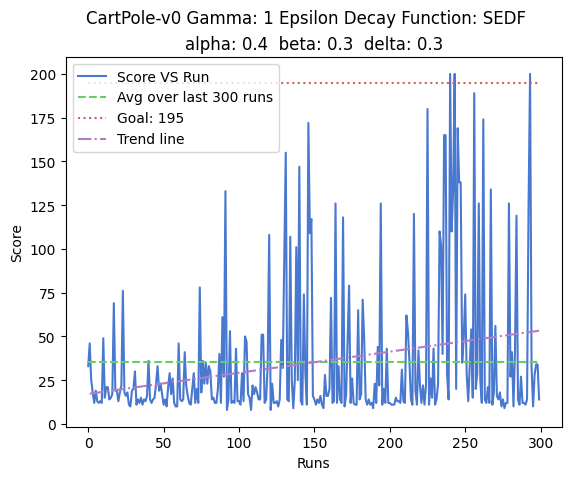 CartPole-v0 Gamma: 1 Epsilon Decay Function: SEDF
alpha: 0.4 beta: 0.3 delta: 0.3
Score VS Run
Avg over last 300 runs
Goal: 195
Trend line
Score
200
175
150
125
100
75
50
25
0
0 50 100 150 200 250 300
Runs